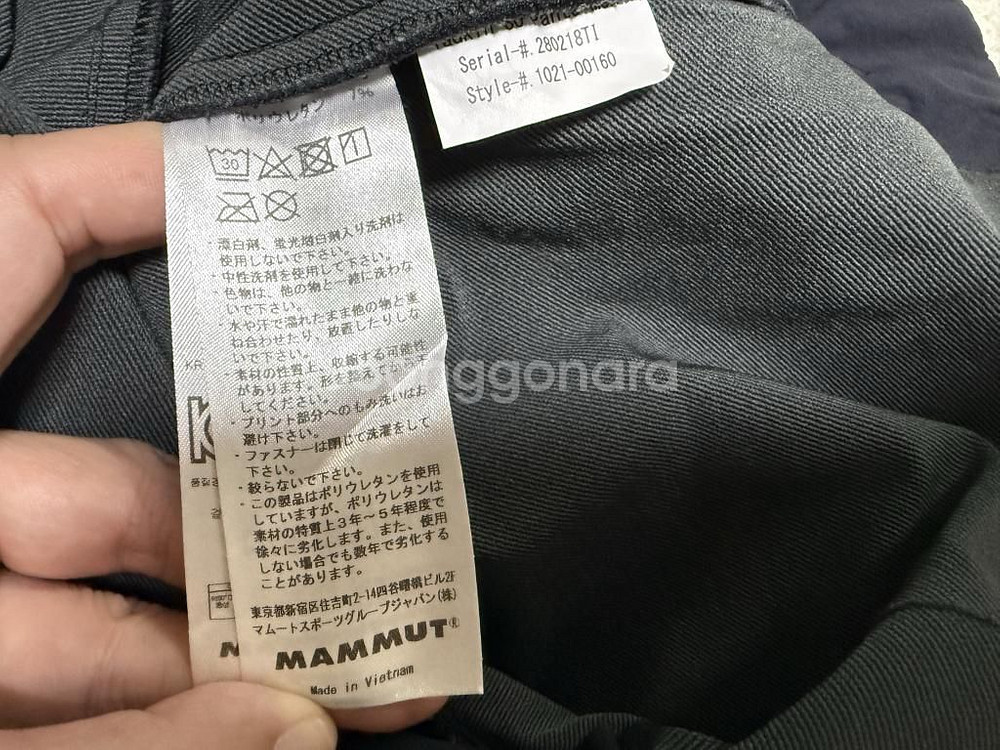 Serial-#. 280218TI
Style-#. 1021-00160
ポリウレタン 7%
30
・漂白剤、蛍光増白剤入り洗剤は
使用しないで下さい。
・中性洗剤を使用して下さい。
・色物は、他の物と一緒に洗わな
いで下さい。
・水や汗で濡れたまま他の物と重
ね合わせたり、放置したりしな
いで下さい。
・素材の性質上、収縮する可能性
があります。形を整えて
してください。
・プリント部分へのもみ洗いはお
避け下さい。
・ファスナーは閉じて洗濯をして
下さい。
・絞らないで下さい。
・この製品はポリウレタンを使用
していますが、ポリウレタンは
素材の特質上3年~5年程度で
徐々に劣化します。また、使用
しない場合でも数年で劣化する
ことがあります。
東京都新宿区住吉町2-14四谷曙橋ビル2F
マムートスポーツグループジャパン(株)
MAMMUT®
Made in Vietnam
KR